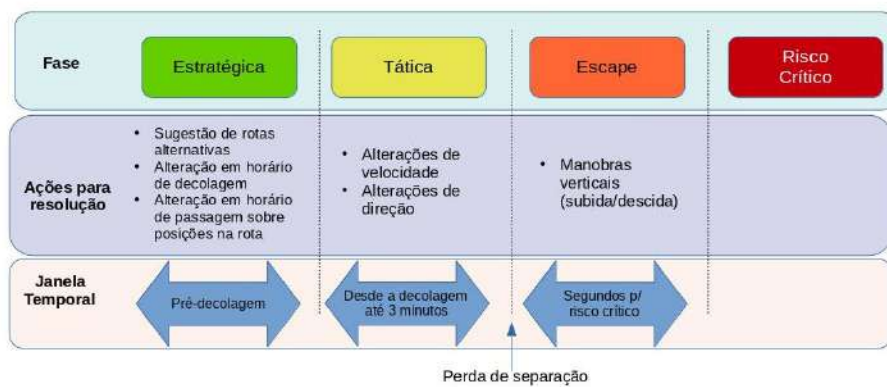 Fase
Estratégica
Tática
Escape
Risco
Crítico
Ações para
resolução
• Sugestão de rotas
alternativas
• Alteração em horário
de decolagem
• Alteração em horário
de passagem sobre
posições na rota
• Alterações de
velocidade
• Alterações de
direção
• Manobras
verticais
(subida/descida)
Janela
Temporal
Pré-decolagem
Desde a decolagem
até 3 minutos
Segundos p/
risco crítico
Perda de separação